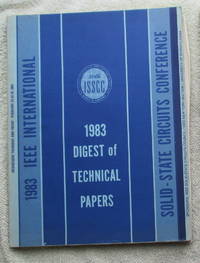 1983 IEEE INTERNATIONAL
ISSCC
1983
DIGEST of
TECHNICAL
PAPERS
SOLID-STATE CIRCUITS CONFERENCE